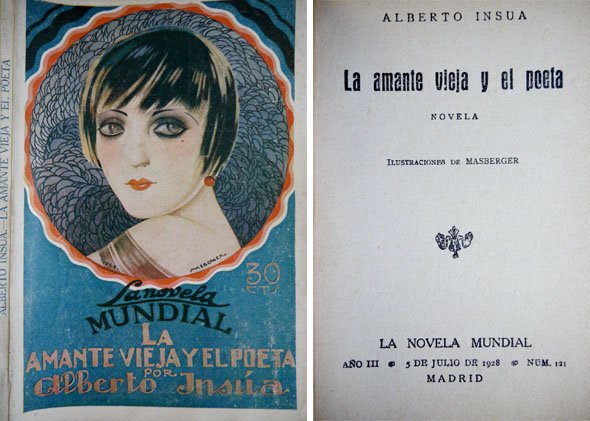 ALBERTO INSUA.—LA AMANTE VIEJA Y EL POETA
1928
MASBERGER
30
CTS
La novela
MUNDIAL
LA
AMANTE VIEJA Y EL POETA
POR
Alberto Insúa
ALBERTO INSUA
La amante vieja y el poeta
NOVELA
ILUSTRACIONES DE MASBERGER
LA NOVELA MUNDIAL
AÑO III 5 DE JULIO DE 1928 NUM. 121
MADRID